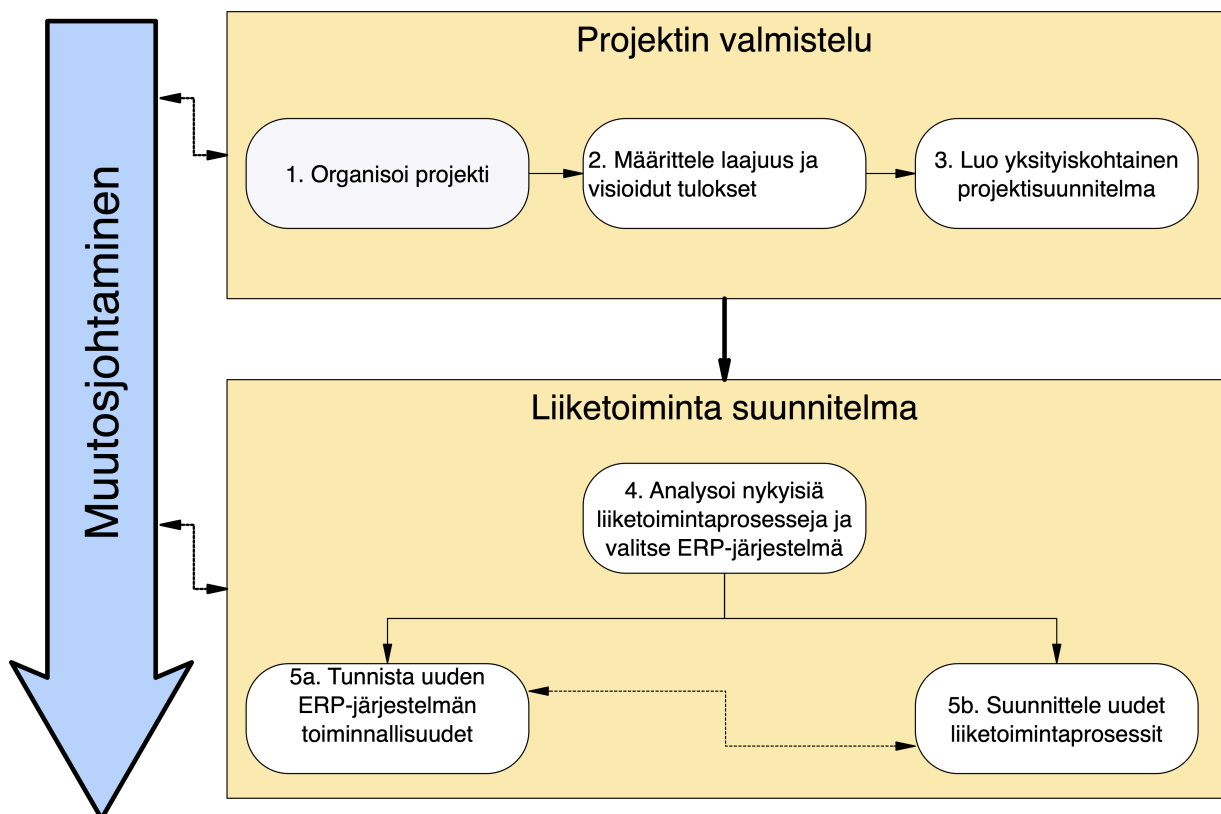 Muutosjohtaminen
Projektin valmistelu
1. Organisoi projekti
2. Määrittele laajuus ja
visioidut tulokset
3. Luo yksityiskohtainen
projektisuunnitelma
Liiketoiminta suunnitelma
4. Analysoi nykyisiä
liiketoimintaprosesseja ja
valitse ERP-järjestelmä
5a. Tunnista uuden
ERP-järjestelmän
toiminnallisuudet
5b. Suunnittele uudet
liiketoimintaprosessit